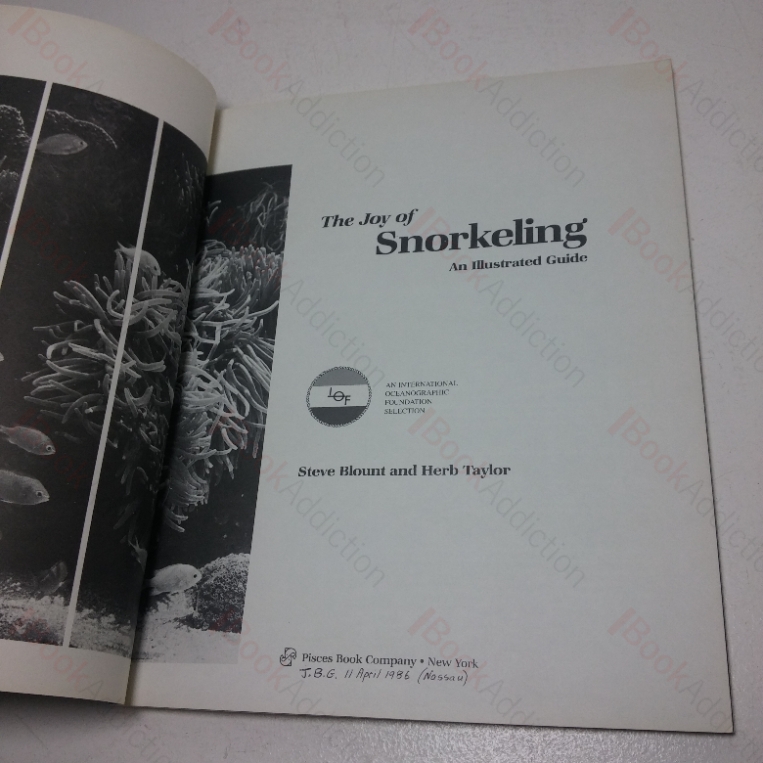 The Joy of
Snorkeling
An Illustrated Guide
IOF
AN INTERNATIONAL
OCEANOGRAPHIC
FOUNDATION
SELECTION
Steve Blount and Herb Taylor
Pisces Book Company • New York
J.B.G. 11 April 1986 (Nassau)
BookAddiction